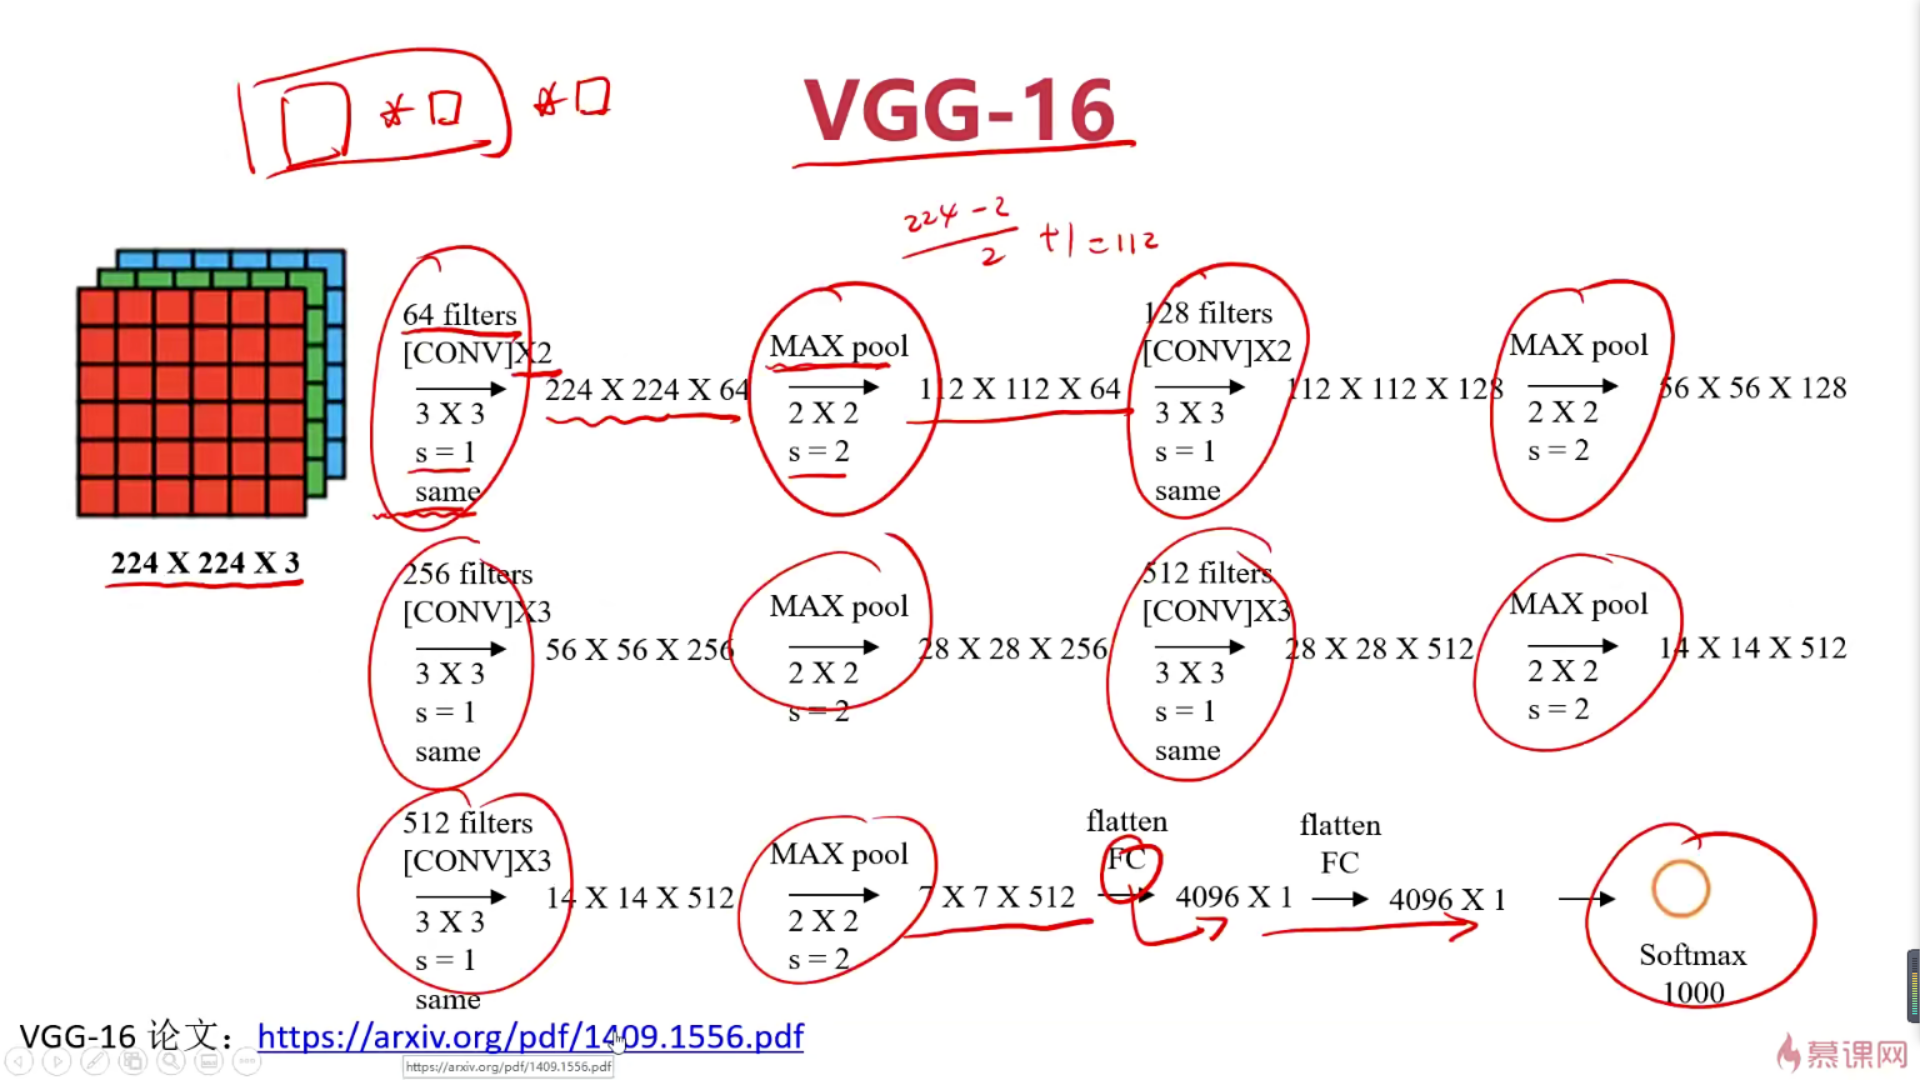 VGG-16
224 - 2 / 2 + 1 = 112
64 filters
[CONV]X2
3 X 3
s = 1
same
224 X 224 X 64
MAX pool
2 X 2
s = 2
112 X 112 X 64
128 filters
[CONV]X2
3 X 3
s = 1
same
112 X 112 X 128
MAX pool
2 X 2
s = 2
56 X 56 X 128
224 X 224 X 3
256 filters
[CONV]X3
3 X 3
s = 1
same
56 X 56 X 256
MAX pool
2 X 2
s = 2
28 X 28 X 256
512 filters
[CONV]X3
3 X 3
s = 1
same
28 X 28 X 512
MAX pool
2 X 2
s = 2
14 X 14 X 512
512 filters
[CONV]X3
3 X 3
s = 1
same
14 X 14 X 512
MAX pool
2 X 2
s = 2
7 X 7 X 512
flatten
FC
4096 X 1
flatten
FC
4096 X 1
Softmax
1000
VGG-16 论文：https://arxiv.org/pdf/1409.1556.pdf
https://arxiv.org/pdf/1409.1556.pdf
慕课网